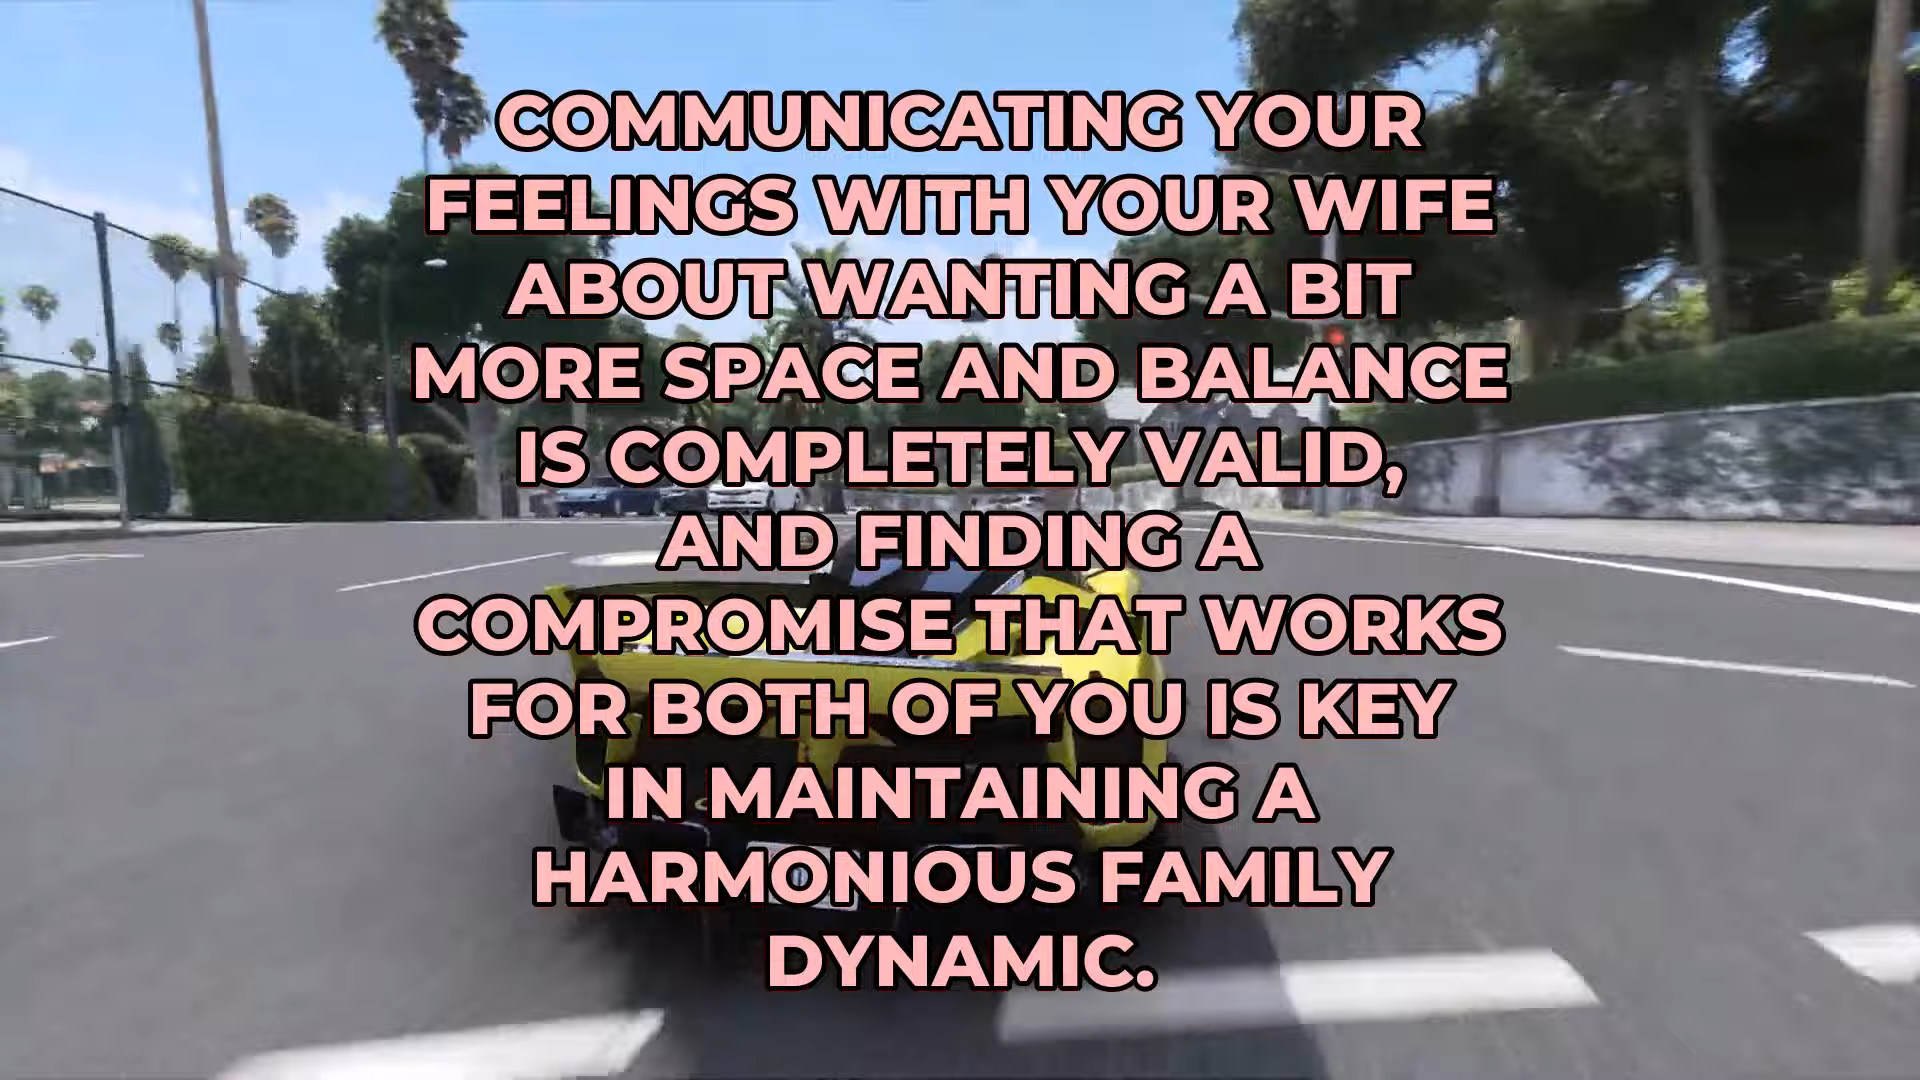 COMMUNICATING YOUR
FEELINGS WITH YOUR WIFE
ABOUT WANTING A BIT
MORE SPACE AND BALANCE
IS COMPLETELY VALID,
AND FINDING A
COMPROMISE THAT WORKS
FOR BOTH OF YOU IS KEY
IN MAINTAINING A
HARMONIOUS FAMILY
DYNAMIC.